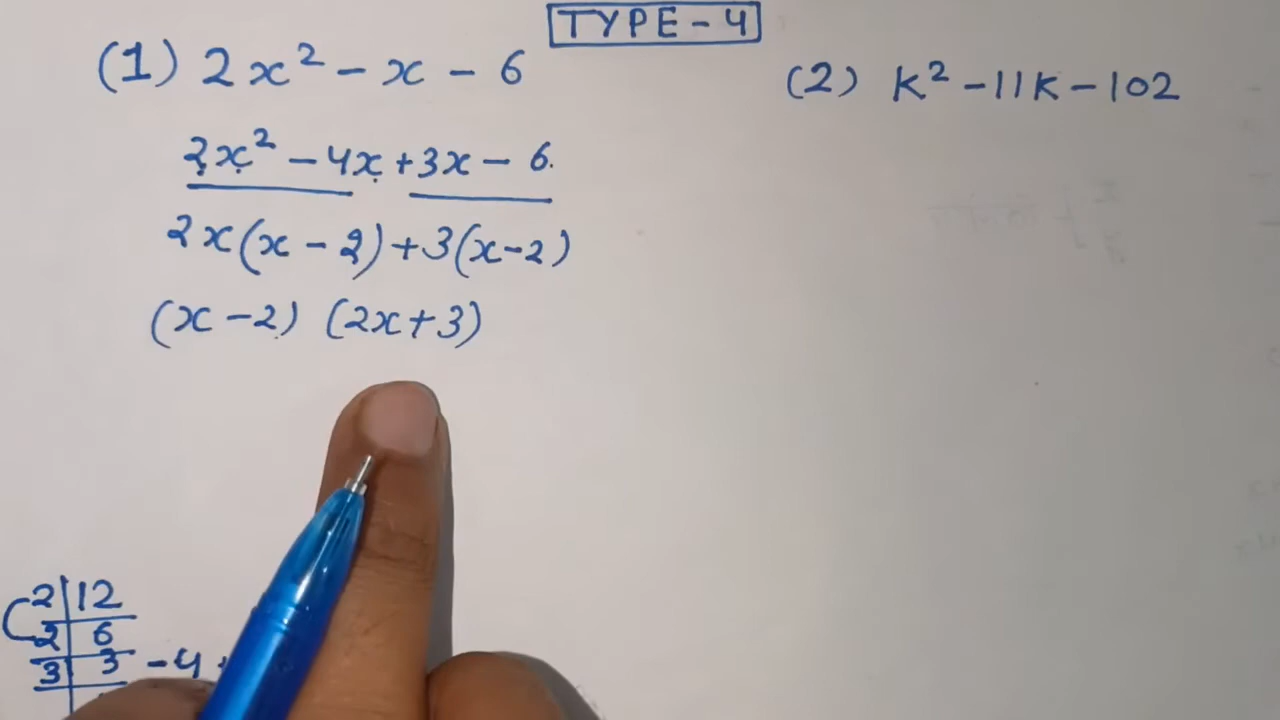 TYPE-4
(1) 2x² - x - 6
2x² - 4x + 3x - 6
2x(x - 2) + 3(x - 2)
(x - 2) (2x + 3)
(2) k² - 11k - 102
2 | 12
2 | 6
3 | 3 - 4